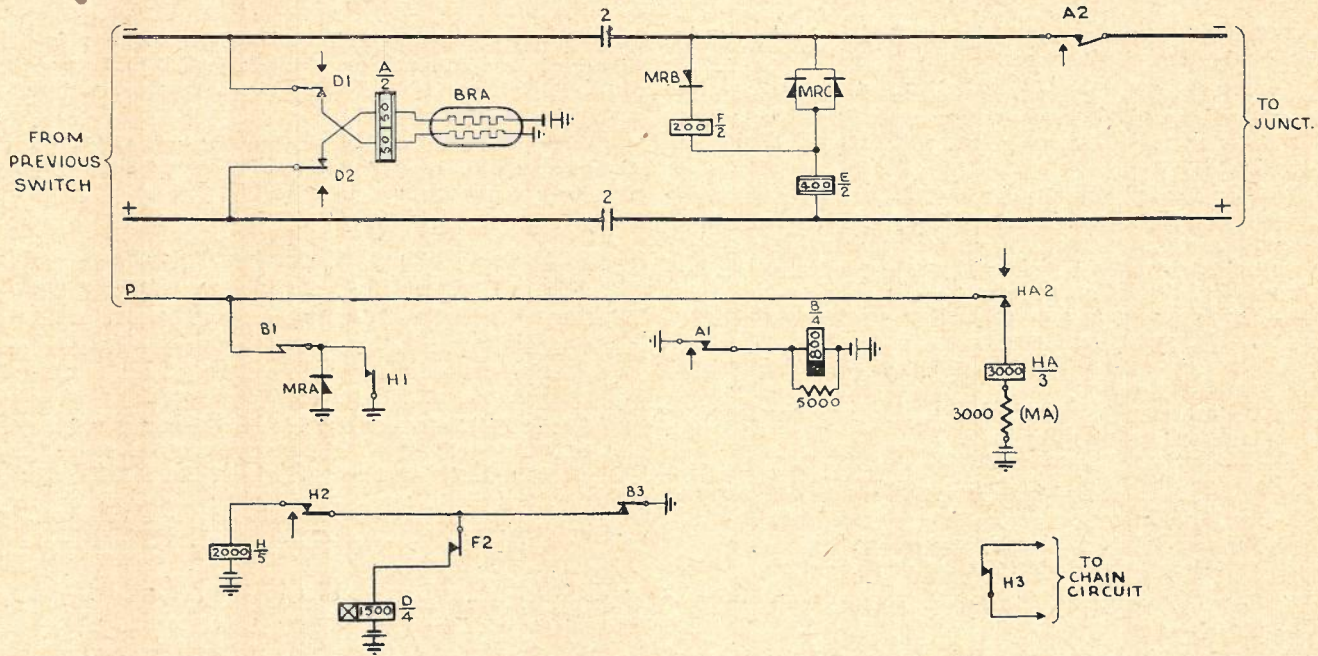 2
A2
−
−
D1
A
2
50
50
BRA
MRB
MRC
200
F
2
TO
JUNCT.
FROM
PREVIOUS
SWITCH
D2
2
400
E
2
+
+
P
HA2
B1
A1
B
4
800
MRA
H1
5000
3000
HA
3
3000
(MA)
H2
B3
2000
H
5
F2
1500
D
4
H3
TO
CHAIN
CIRCUIT